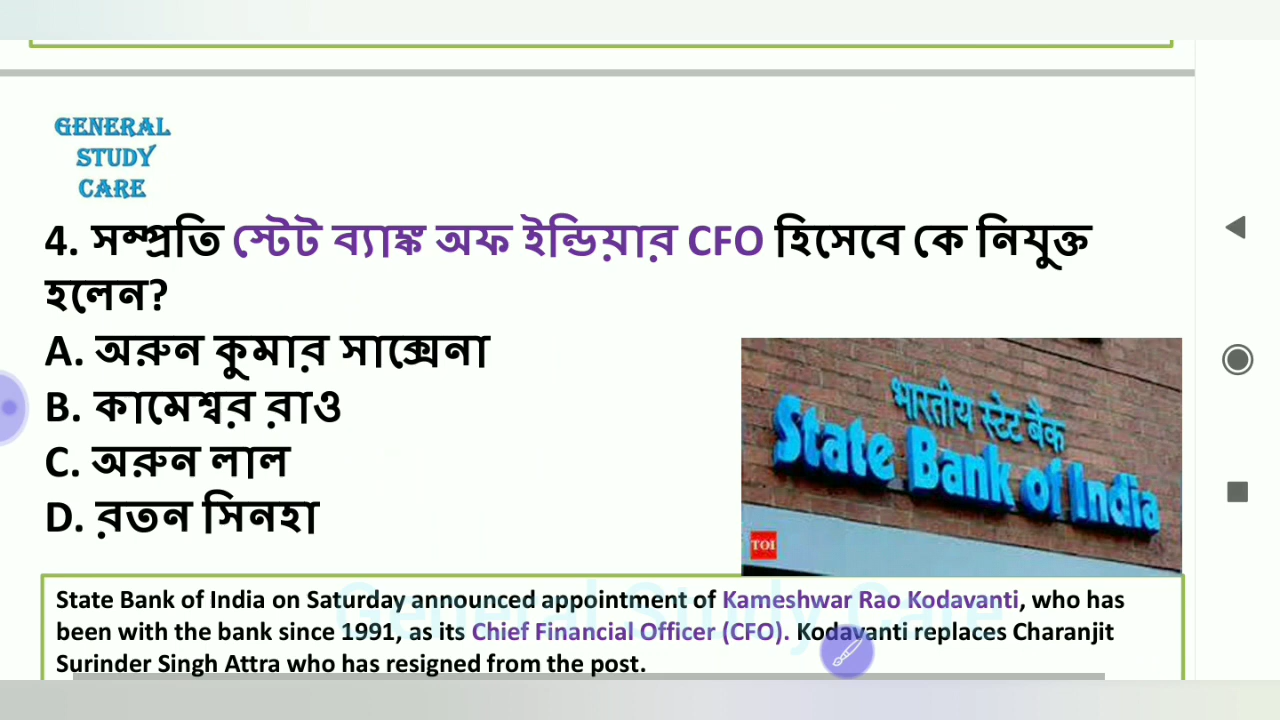 GENERAL
STUDY
CARE
4. সম্প্রতি স্টেট ব্যাঙ্ক অফ ইন্ডিয়ার CFO হিসেবে কে নিযুক্ত
হলেন?
A. অরুন কুমার সাক্সেনা
B. কামেশ্বর রাও
C. অরুন লাল
D. রতন সিনহা
भारतीय स्टेट बैंक
State Bank of India
TOI
General Study Care
State Bank of India on Saturday announced appointment of Kameshwar Rao Kodavanti, who has
been with the bank since 1991, as its Chief Financial Officer (CFO). Kodavanti replaces Charanjit
Surinder Singh Attra who has resigned from the post.